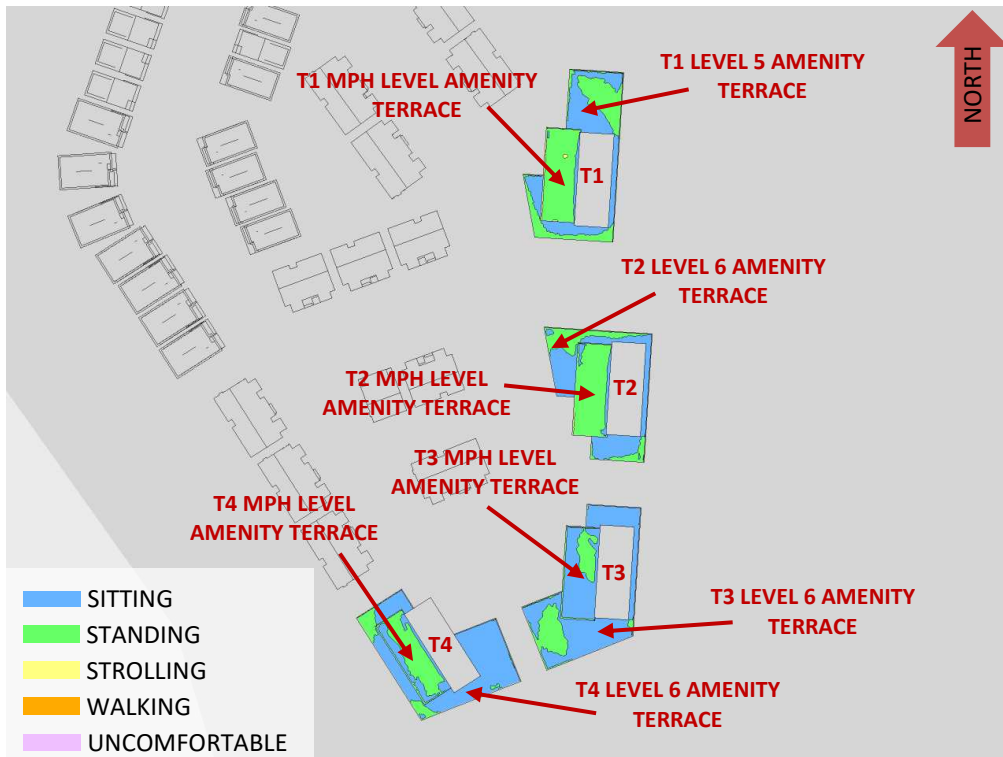 T1 MPH LEVEL AMENITY
TERRACE
T1 LEVEL 5 AMENITY
TERRACE
NORTH
T1
T2 LEVEL 6 AMENITY
TERRACE
T2 MPH LEVEL
AMENITY TERRACE
T2
T3 MPH LEVEL
AMENITY TERRACE
T4 MPH LEVEL
AMENITY TERRACE
T3
T3 LEVEL 6 AMENITY
TERRACE
T4
T4 LEVEL 6 AMENITY
TERRACE
SITTING
STANDING
STROLLING
WALKING
UNCOMFORTABLE